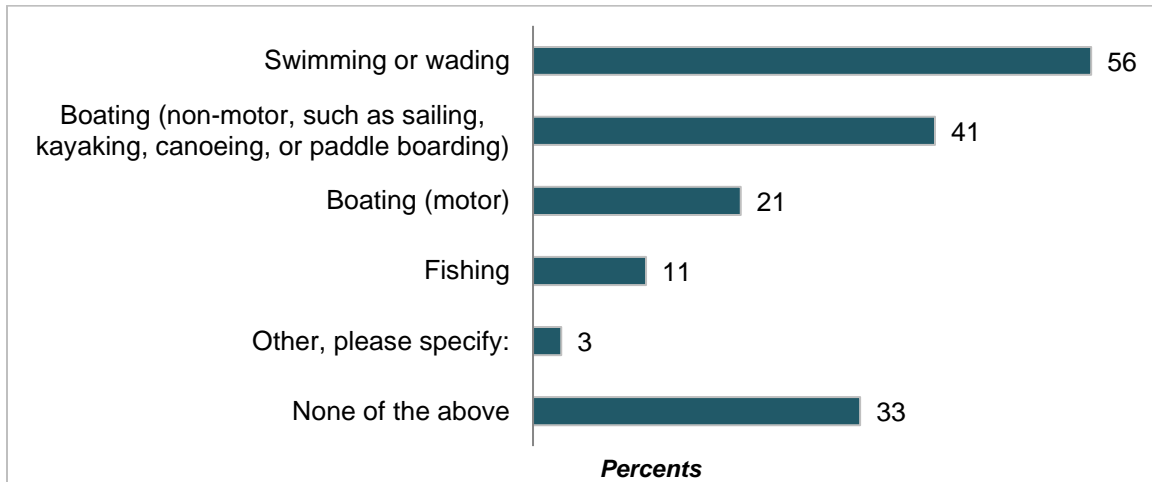 Swimming or wading 56
Boating (non-motor, such as sailing,
kayaking, canoeing, or paddle boarding) 41
Boating (motor) 21
Fishing 11
Other, please specify: 3
None of the above 33
Percents